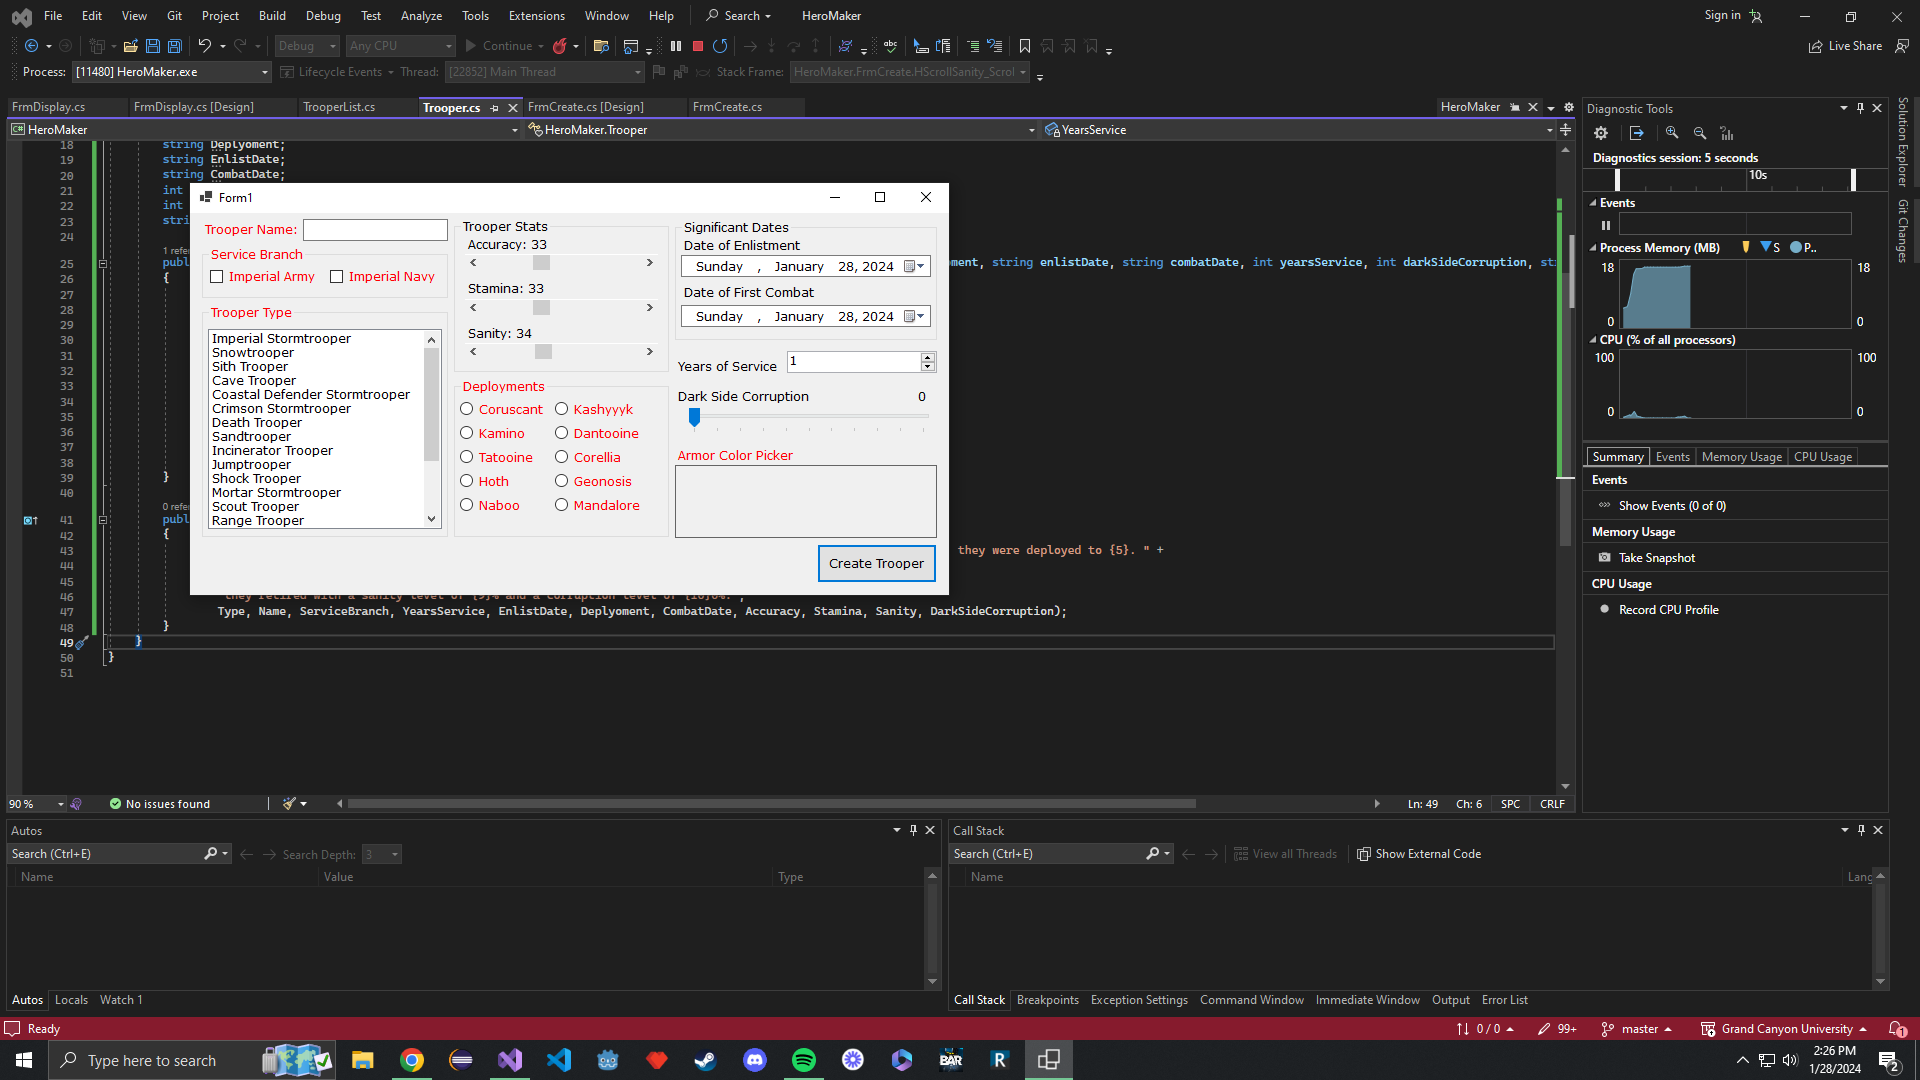 File Edit View Git Project Build Debug Test Analyze Tools Extensions Window Help Search HeroMaker Sign in
Debug Any CPU Continue Live Share
Process: [11480] HeroMaker.exe Lifecycle Events Thread: [22852] Main Thread Stack Frame: HeroMaker.FrmCreate.HScrollSanity_Scrol
FrmDisplay.cs FrmDisplay.cs [Design] TrooperList.cs Trooper.cs FrmCreate.cs [Design] FrmCreate.cs HeroMaker
HeroMaker HeroMaker.Trooper YearsService
18 string Deplyoment;
19 string EnlistDate;
20 string CombatDate;
21 int
22 int
23 stri
24
1 refe
25 publ ment, string enlistDate, string combatDate, int yearsService, int darkSideCorruption, st
26 {
27
28
29
30
31
32
33
34
35
36
37
38
39 }
40
0 refe
41 publ
42 {
43 they were deployed to {5}. " +
44
45
46
47 Type, Name, ServiceBranch, YearsService, EnlistDate, Deplyoment, CombatDate, Accuracy, Stamina, Sanity, DarkSideCorruption);
48 }
49 }
50 }
51
Form1
Trooper Name:
Service Branch
Imperial Army Imperial Navy
Trooper Type
Imperial Stormtrooper
Snowtrooper
Sith Trooper
Cave Trooper
Coastal Defender Stormtrooper
Crimson Stormtrooper
Death Trooper
Sandtrooper
Incinerator Trooper
Jumptrooper
Shock Trooper
Mortar Stormtrooper
Scout Trooper
Range Trooper
Trooper Stats
Accuracy: 33
Stamina: 33
Sanity: 34
Deployments
Coruscant Kashyyyk
Kamino Dantooine
Tatooine Corellia
Hoth Geonosis
Naboo Mandalore
Significant Dates
Date of Enlistment
Sunday , January 28, 2024
Date of First Combat
Sunday , January 28, 2024
Years of Service 1
Dark Side Corruption 0
Armor Color Picker
Create Trooper
Diagnostic Tools
Diagnostics session: 5 seconds
10s
Events
Process Memory (MB) S P..
18 18
0 0
CPU (% of all processors)
100 100
0 0
Summary Events Memory Usage CPU Usage
Events
Show Events (0 of 0)
Memory Usage
Take Snapshot
CPU Usage
Record CPU Profile
Solution Explorer
Git Changes
90 % No issues found Ln: 49 Ch: 6 SPC CRLF
Autos
Search (Ctrl+E) Search Depth: 3
Name Value Type
Autos Locals Watch 1
Call Stack
Search (Ctrl+E) View all Threads Show External Code
Name Lang
Call Stack Breakpoints Exception Settings Command Window Immediate Window Output Error List
Ready 0 / 0 99+ master Grand Canyon University 1
Type here to search BAR R 2:26 PM
1/28/2024 2